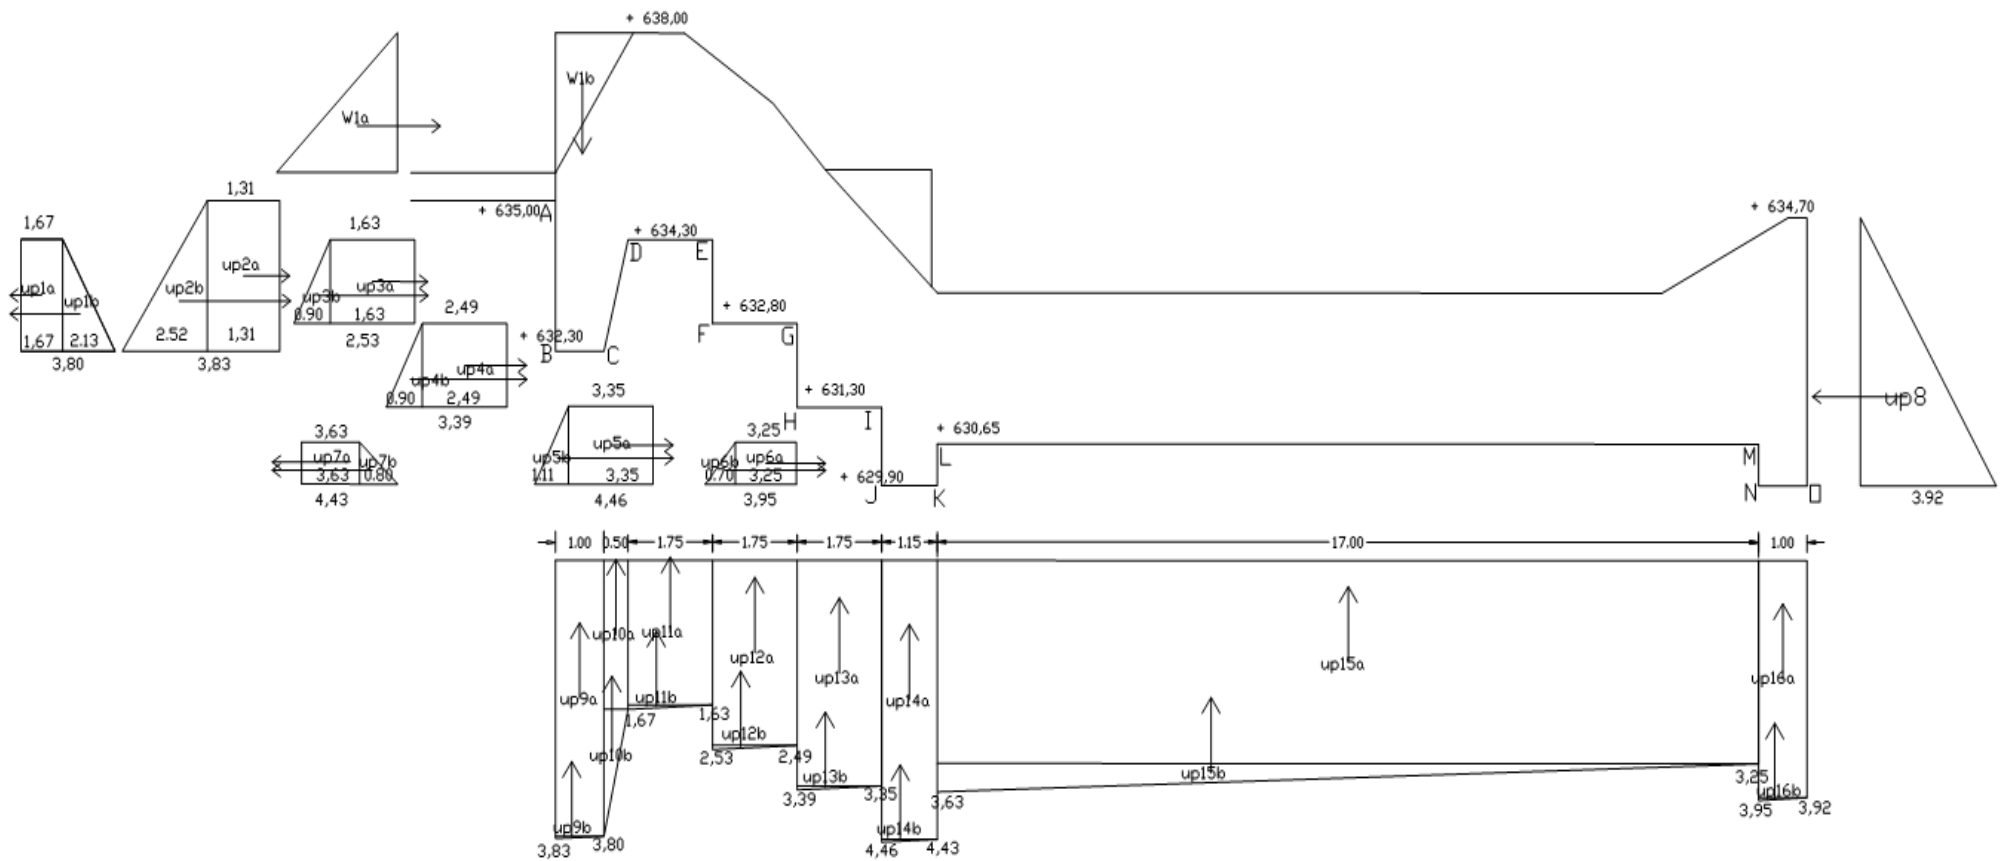 + 638,00
W1b
W1a
1,31
+ 635,00 A
+ 634,70
1,67
1,63
+ 634,30
D E
up2a
up1a
up2b
up1b
up3a
up3b
up8
0.90 1,63
2,49
+ 632,80
F G
2.52 1,31
1,67 2.13
2,53
+ 632,30
B C
3,80 3,83
up4a
up4b
0.90 2,49
3,35
+ 631,30
3,39
H I
3,63
3,25
+ 630,65
up5a
up5b
up7a up7b
up6b up6a
L M
3,63 0.80
1.11 3,35
0.70 3,25
+ 629,90
J K
N O
4,43 4,46 3,95
3.92
1.00 0.50 1.75 1.75 1.75 1.15 17.00 1.00
up10a up11a
up12a
up15a
up13a
up16a
up9a
up11b
up14a
1,67 1,63
up12b
up10b
2,53 2,49
up13b
up15b
3,25
3,39 3,35
3,63
up16b
3,95 3,92
up9b
up14b
3,83 3,80
4,46 4,43